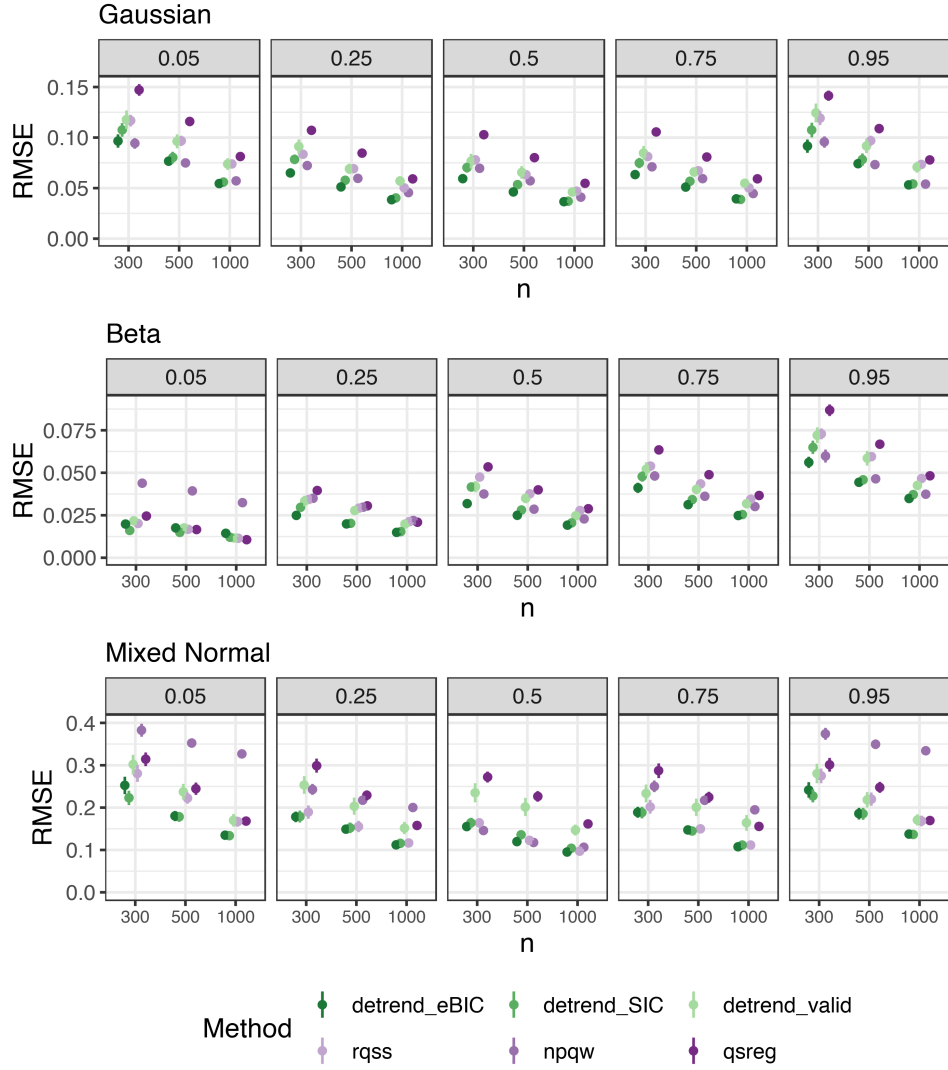 Gaussian
0.05 0.25 0.5 0.75 0.95
RMSE
0.15
0.10
0.05
0.00
300 500 1000 300 500 1000 300 500 1000 300 500 1000 300 500 1000
n
Beta
0.05 0.25 0.5 0.75 0.95
RMSE
0.075
0.050
0.025
0.000
300 500 1000 300 500 1000 300 500 1000 300 500 1000 300 500 1000
n
Mixed Normal
0.05 0.25 0.5 0.75 0.95
RMSE
0.4
0.3
0.2
0.1
0.0
300 500 1000 300 500 1000 300 500 1000 300 500 1000 300 500 1000
n
Method
detrend_eBIC detrend_SIC detrend_valid
rqss npqw qsreg